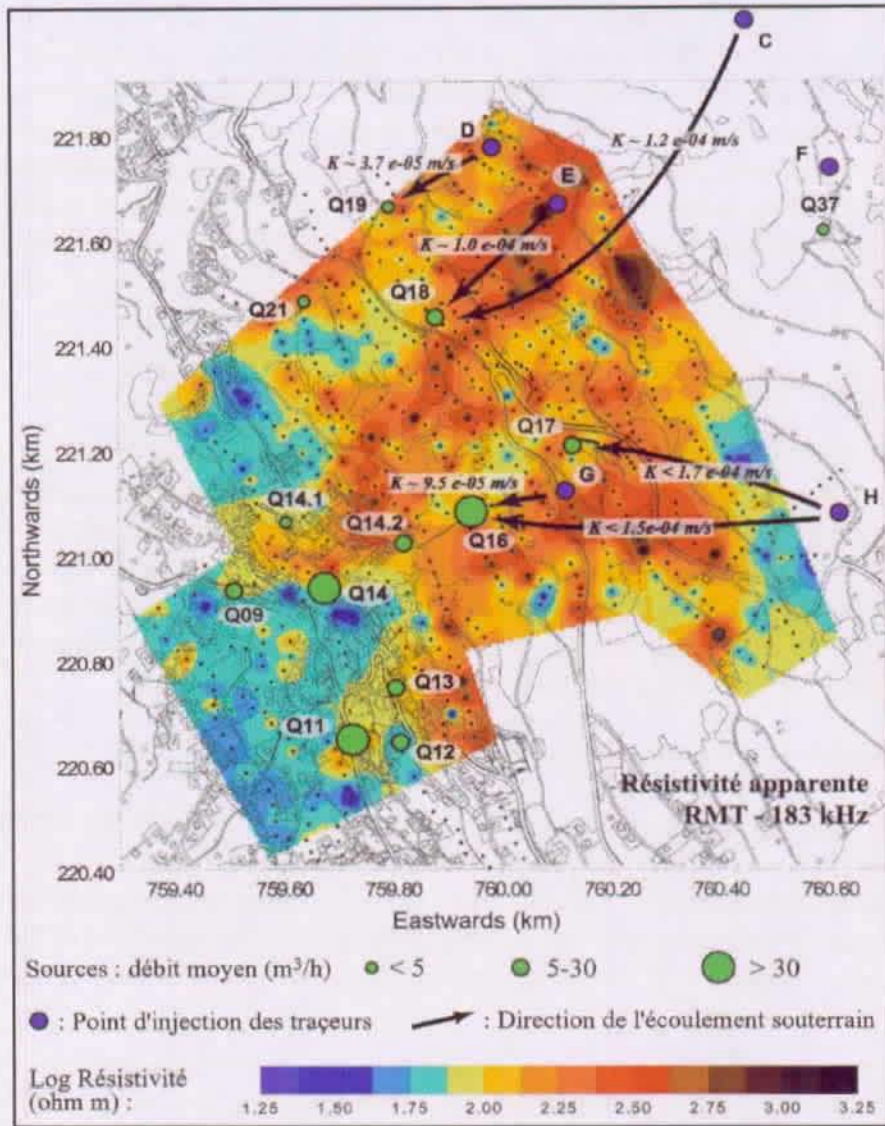 C
221.80
D
K ~ 1.2 e-04 m/s
K ~ 3.7 e-05 m/s
F
E
Q19
Q37
221.60
K ~ 1.0 e-04 m/s
Q18
Q21
221.40
Q17
221.20
G
K < 1.7e-04 m/s
K ~ 9.5 e-05 m/s
H
Q14.1
Q14.2
K < 1.5e-04 m/s
Q16
221.00
Q14
Q09
220.80
Q13
Q11
Q12
220.60
Résistivité apparente
RMT - 183 kHz
220.40
Northwards (km)
759.40 759.60 759.80 760.00 760.20 760.40 760.60
Eastwards (km)
Sources : débit moyen (m³/h) < 5 5-30 > 30
: Point d'injection des traçeurs : Direction de l'écoulement souterrain
Log Résistivité
(ohm m) :
1.25 1.50 1.75 2.00 2.25 2.50 2.75 3.00 3.25